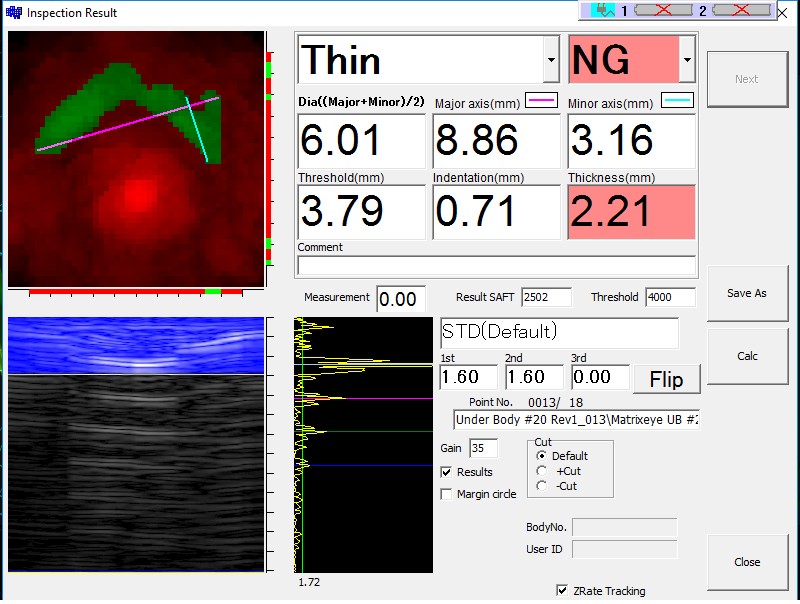 Inspection Result
1 2
Thin NG
Next
Dia((Major+Minor)/2) Major axis(mm) Minor axis(mm)
6.01 8.86 3.16
Threshold(mm) Indentation(mm) Thickness(mm)
3.79 0.71 2.21
Comment
Measurement 0.00 Result SAFT 2502 Threshold 4000
Save As
STD(Default)
Calc
1st 2nd 3rd
1.60 1.60 0.00 Flip
Point No. 0013/ 18
Under Body #20 Rev1_013\Matrixeye UB #2
Gain 35
Cut
Default
+Cut
-Cut
Results
Margin circle
BodyNo.
User ID
Close
1.72
ZRate Tracking